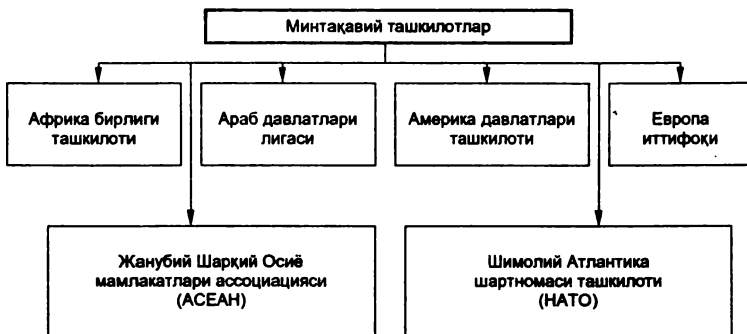 Минтақавий ташкилотлар
Африка бирлиги
ташкилоти
Араб давлатлари
лигаси
Америка давлатлари
ташкилоти
Европа
иттифоқи
Жанубий Шарқий Осиё
мамлакатлари ассоциацияси
(АСЕАН)
Шимолий Атлантика
шартномаси ташкилоти
(НАТО)